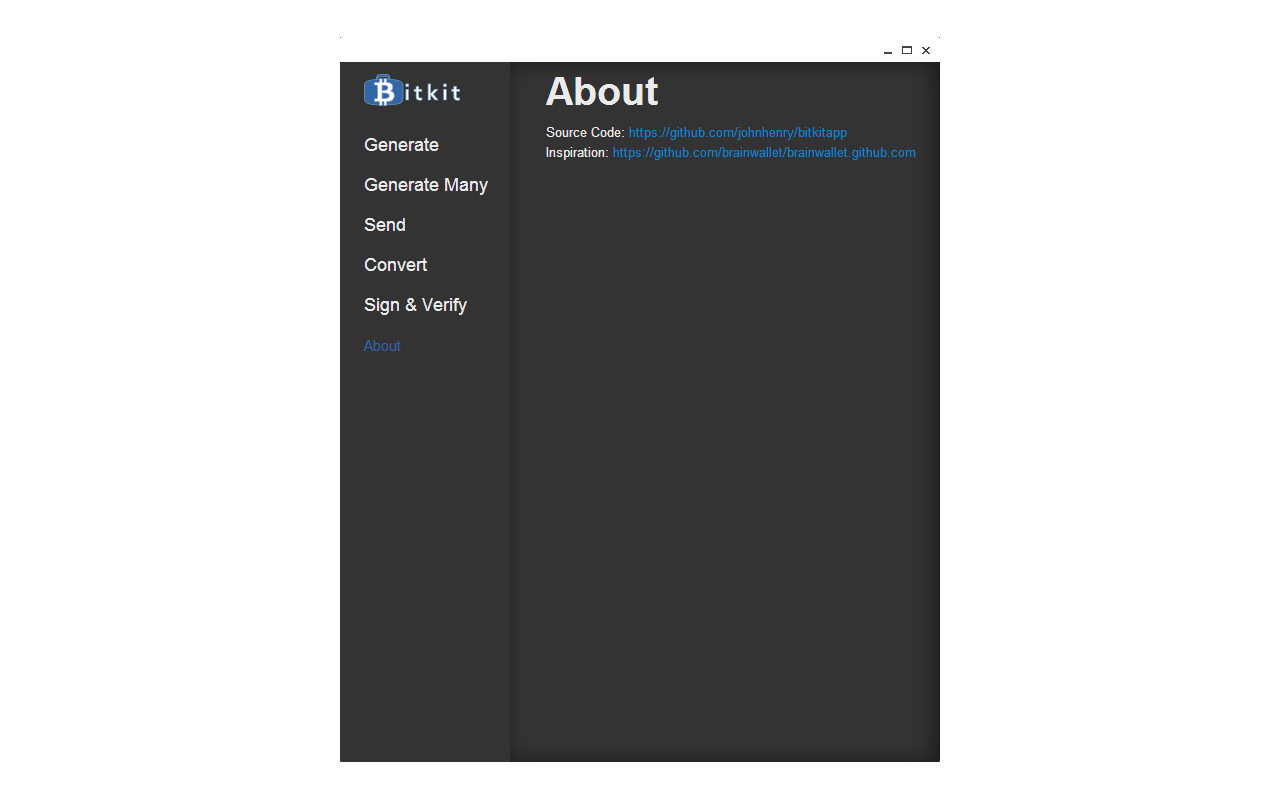 Bitkit
Generate
Generate Many
Send
Convert
Sign & Verify
About
About
Source Code: https://github.com/johnhenry/bitkitapp
Inspiration: https://github.com/brainwallet/brainwallet.github.com